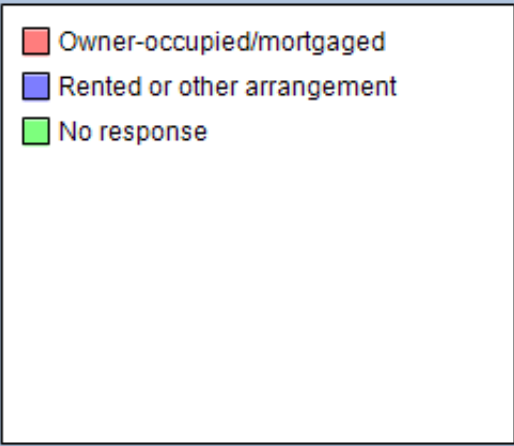 Owner-occupied/mortgaged
Rented or other arrangement
No response